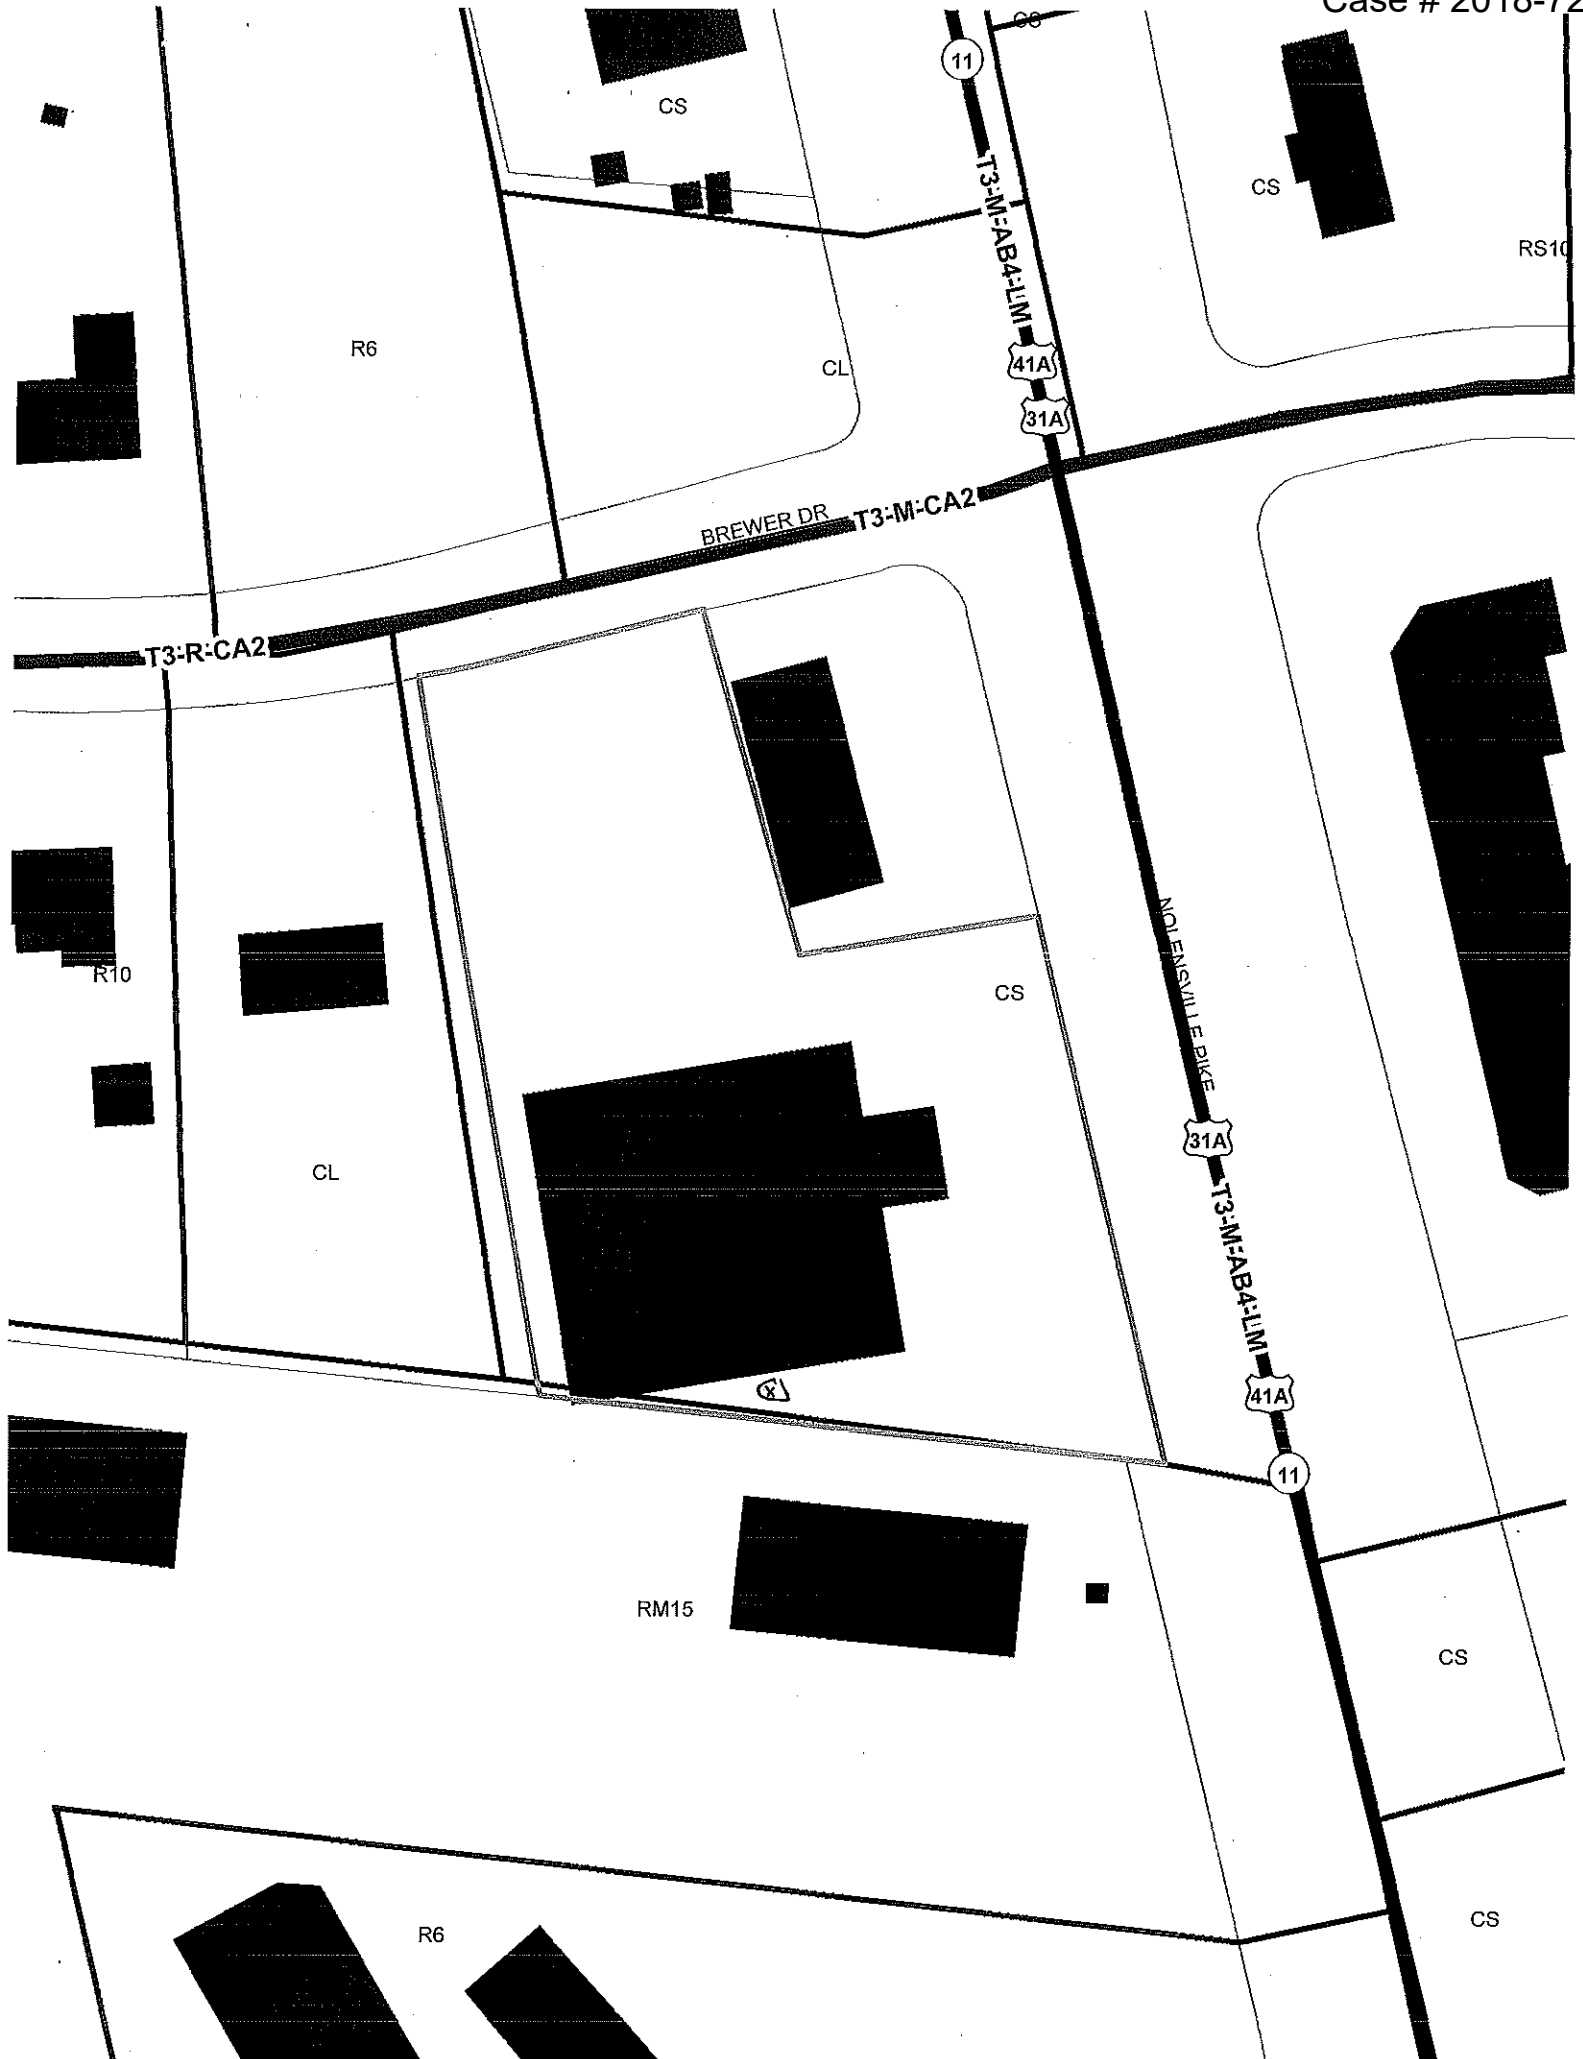 Case # 2018-72
CS
11
CS
T3-M-AB4-LM
CS
RS10
R6
CL
41A
31A
BREWER DR
T3-M-CA2
T3-R-CA2
R10
CS
NOLENSVILLE PIKE
31A
CL
T3-M-AB4-LM
X
41A
11
RM15
CS
R6
CS